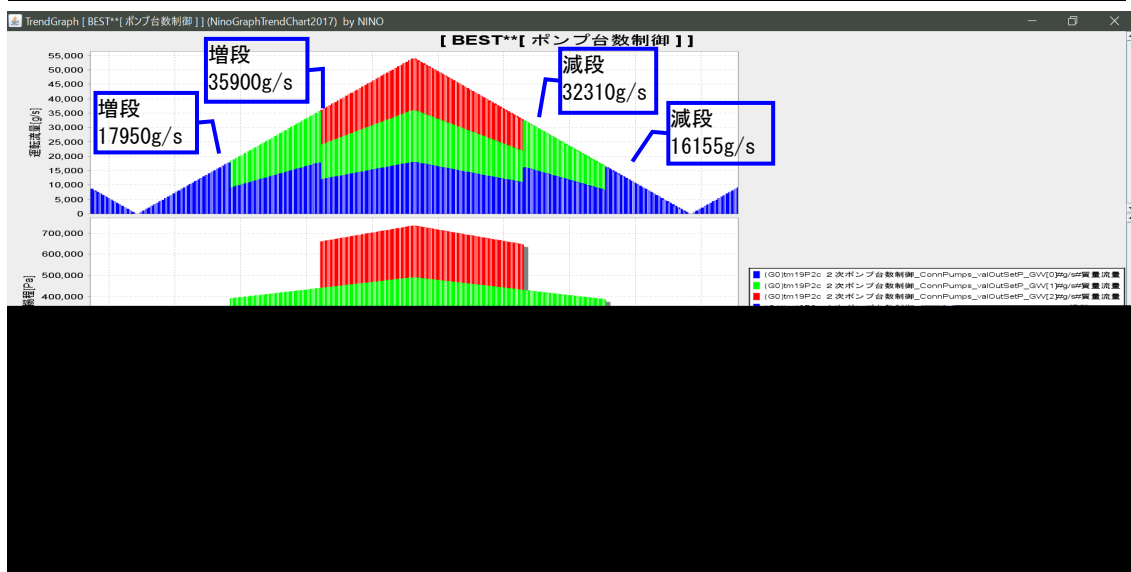 TrendGraph [ BEST**[ ポンプ台数制御 ] ] (NinoGraphTrendChart2017) by NINO
[ BEST**[ ポンプ台数制御 ] ]
増段
35900g/s
減段
32310g/s
増段
17950g/s
減段
16155g/s
運転流量[g/s]
55,000
50,000
45,000
40,000
35,000
30,000
25,000
20,000
15,000
10,000
5,000
0
揚程[Pa]
700,000
600,000
500,000
400,000
(G0)tm19P2c 2次ポンプ台数制御_ConnPumps_valOutSetP_GVV[0]#g/s#質量流量
(G0)tm19P2c 2次ポンプ台数制御_ConnPumps_valOutSetP_GVV[1]#g/s#質量流量
(G0)tm19P2c 2次ポンプ台数制御_ConnPumps_valOutSetP_GVV[2]#g/s#質量流量